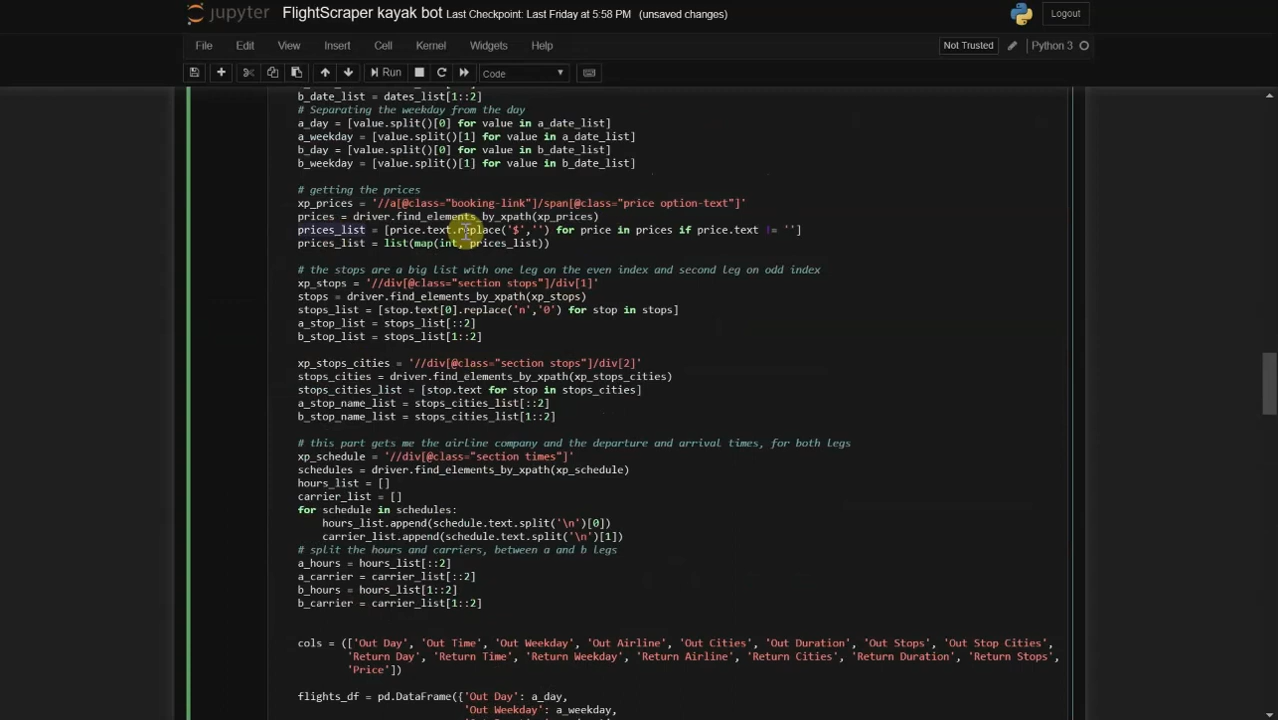 jupyter FlightScraper kayak bot Last Checkpoint: Last Friday at 5:58 PM (unsaved changes) Logout
File Edit View Insert Cell Kernel Widgets Help Not Trusted Python 3
Run Code
b_date_list = dates_list[1::2]
# Separating the weekday from the day
a_day = [value.split()[0] for value in a_date_list]
a_weekday = [value.split()[1] for value in a_date_list]
b_day = [value.split()[0] for value in b_date_list]
b_weekday = [value.split()[1] for value in b_date_list]
# getting the prices
xp_prices = '//a[@class="booking-link"]/span[@class="price option-text"]'
prices = driver.find_elements_by_xpath(xp_prices)
prices_list = [price.text.replace('$','') for price in prices if price.text != '']
prices_list = list(map(int, prices_list))
# the stops are a big list with one leg on the even index and second leg on odd index
xp_stops = '//div[@class="section stops"]/div[1]'
stops = driver.find_elements_by_xpath(xp_stops)
stops_list = [stop.text[0].replace('n','0') for stop in stops]
a_stop_list = stops_list[::2]
b_stop_list = stops_list[1::2]
xp_stops_cities = '//div[@class="section stops"]/div[2]'
stops_cities = driver.find_elements_by_xpath(xp_stops_cities)
stops_cities_list = [stop.text for stop in stops_cities]
a_stop_name_list = stops_cities_list[::2]
b_stop_name_list = stops_cities_list[1::2]
# this part gets me the airline company and the departure and arrival times, for both legs
xp_schedule = '//div[@class="section times"]'
schedules = driver.find_elements_by_xpath(xp_schedule)
hours_list = []
carrier_list = []
for schedule in schedules:
hours_list.append(schedule.text.split('\n')[0])
carrier_list.append(schedule.text.split('\n')[1])
# split the hours and carriers, between a and b legs
a_hours = hours_list[::2]
a_carrier = carrier_list[::2]
b_hours = hours_list[1::2]
b_carrier = carrier_list[1::2]
cols = (['Out Day', 'Out Time', 'Out Weekday', 'Out Airline', 'Out Cities', 'Out Duration', 'Out Stops', 'Out Stop Cities',
'Return Day', 'Return Time', 'Return Weekday', 'Return Airline', 'Return Cities', 'Return Duration', 'Return Stops', 'Return Stop Cities',
'Price'])
flights_df = pd.DataFrame({'Out Day': a_day,
'Out Weekday': a_weekday,